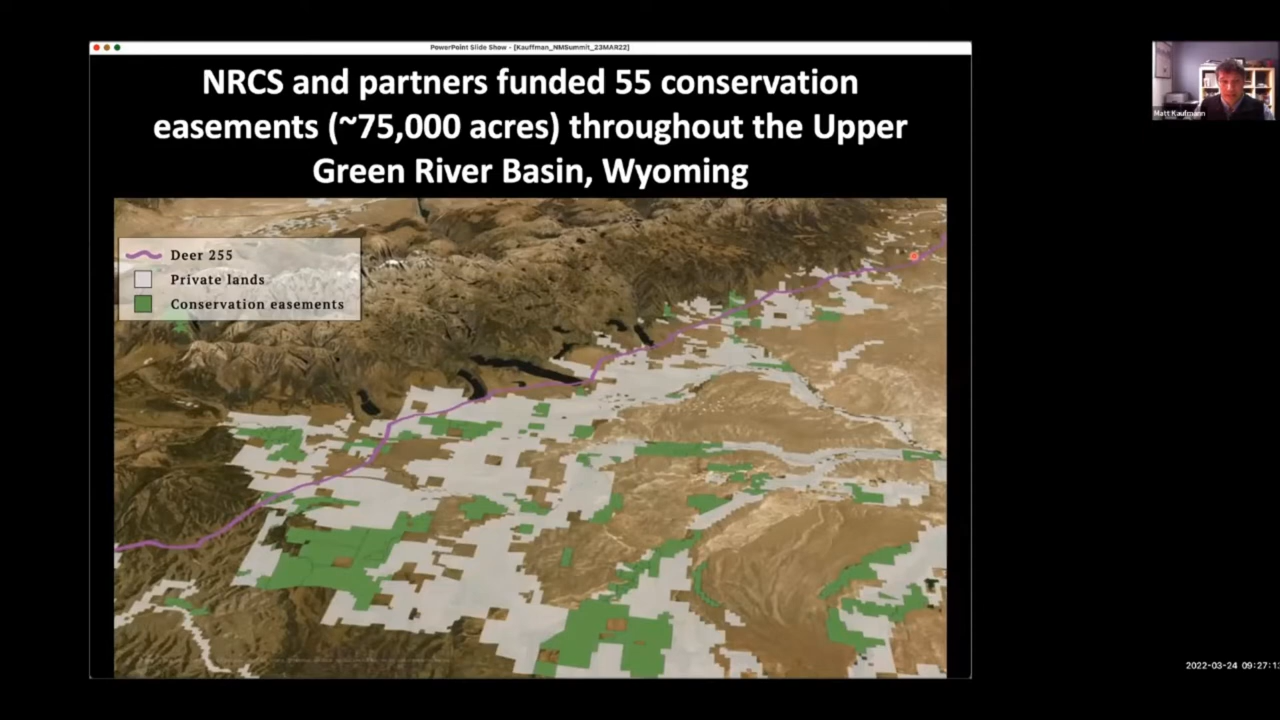 PowerPoint Slide Show - [Kauffman_NMSummit_23MAR22]
NRCS and partners funded 55 conservation
easements (~75,000 acres) throughout the Upper
Green River Basin, Wyoming
Deer 255
Private lands
Conservation easements
Matt Kaufmann
2022-03-24 09:27:1